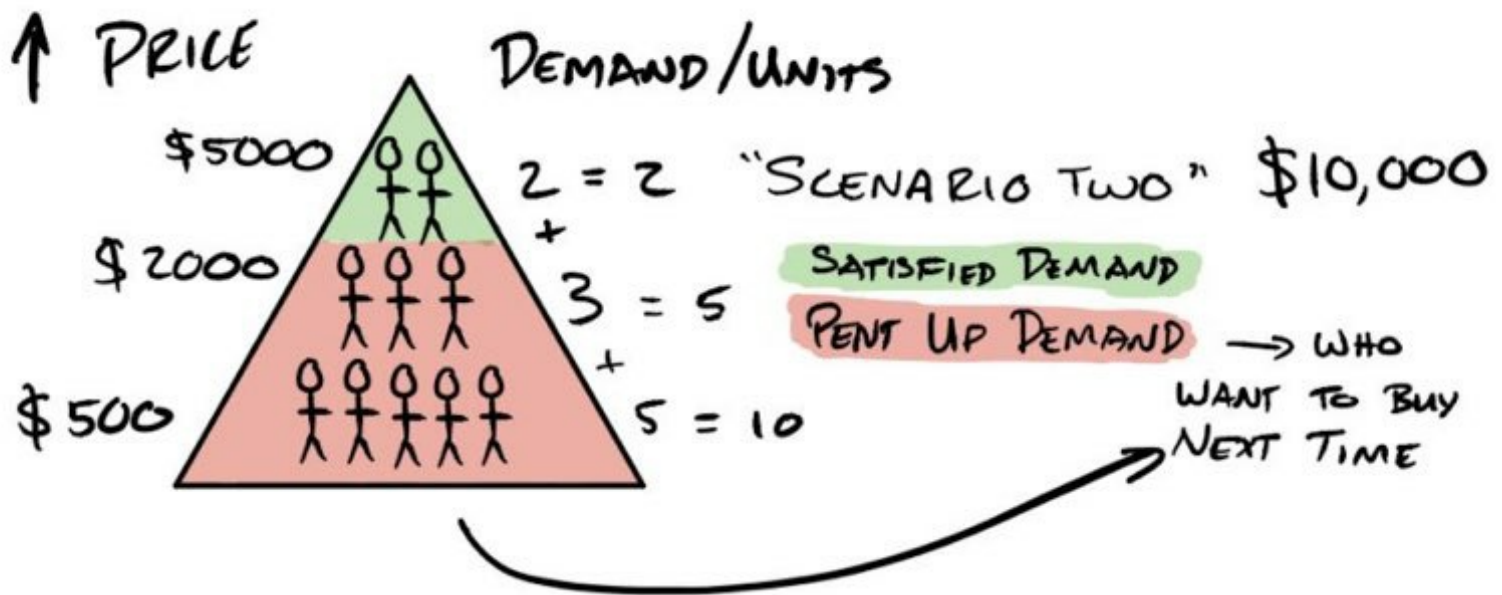 ↑ PRICE DEMAND/UNITS
$5000 2 = 2 "SCENARIO TWO" $10,000
+
$2000 3 = 5 SATISFIED DEMAND
PENT UP DEMAND → WHO
+
WANT TO BUY
$500 5 = 10 NEXT TIME